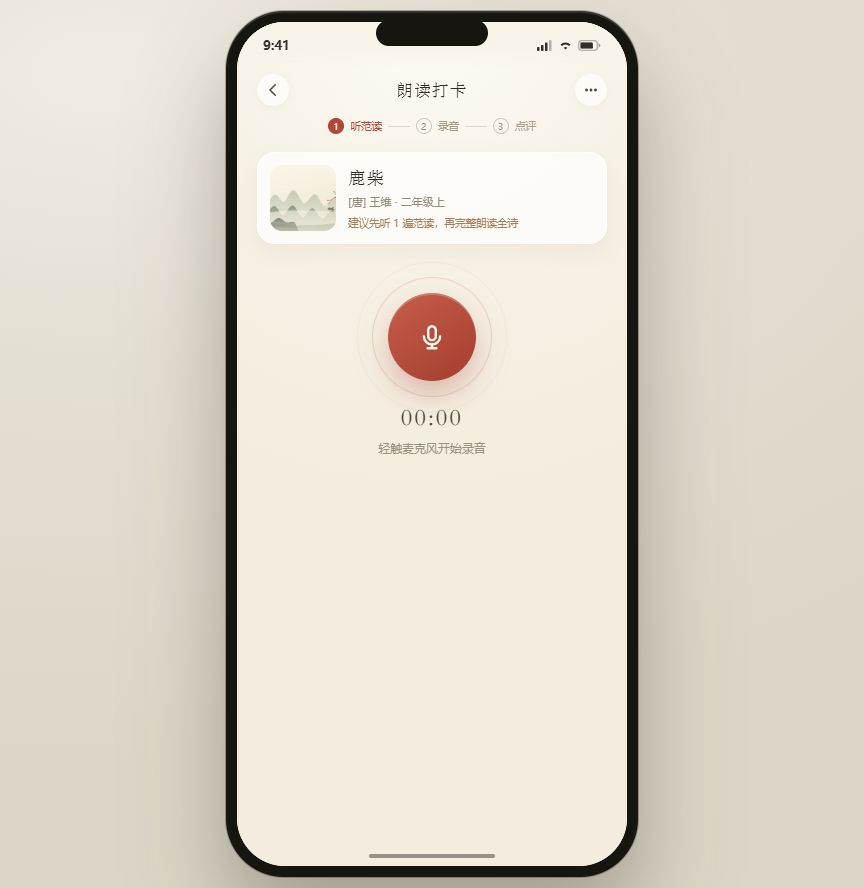 9:41
朗读打卡
1 听范读 2 录音 3 点评
鹿柴
[唐] 王维 · 二年级上
建议先听 1 遍范读，再完整朗读全诗
00:00
轻触麦克风开始录音